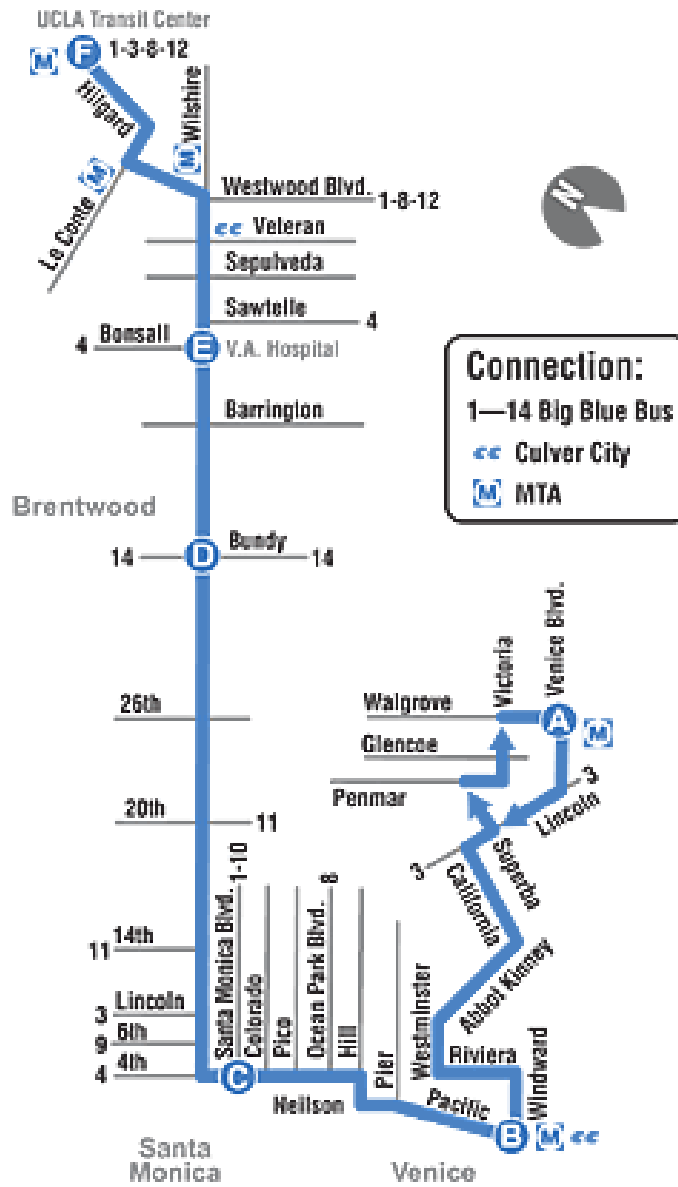 UCLA Transit Center
F 1-3-8-12
M
Hilgard
Wilshire
M
M
Le Conte
Westwood Blvd.
1-8-12
cc Veleran
Sepulveda
Sawtelle
4
4 Bonsall
E V.A. Hospital
Barrington
Brentwood
14 D Bundy 14
N
Connection:
1—14 Big Blue Bus
cc Culver City
M MTA
26th
20th
11
11 14th
3 Lincoln
9 6th
4 4th
Santa Monica Blvd.
1-10
Colorado
Pico
Ocean Park Blvd.
8
Hill
Pier
C
Neilson
Santa
Monica
Walgrove
Glencoe
Penmar
Victoria
Venice Blvd.
A
M
3
Lincoln
3
Superba
California
Abbot Kinney
Westminster
Riviera
Windward
Pacific
B M cc
Venice